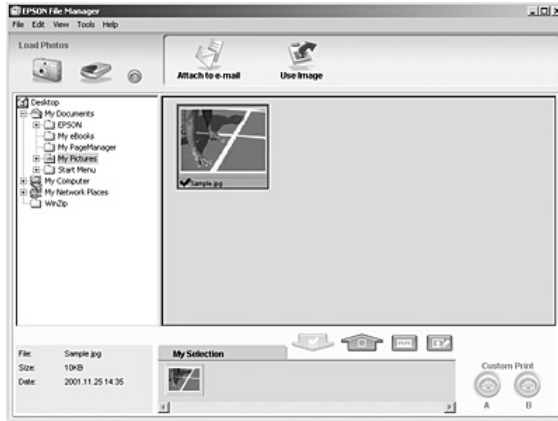 EPSON File Manager
File Edit View Tools Help
Load Photos
Attach to e-mail Use Image
Desktop
My Documents
EPSON
My eBooks
My PageManager
My Pictures
Start Menu
My Computer
My Network Places
WinZip
Sample.jpg
File: Sample.jpg
Size: 10KB
Date: 2001.11.25 14:35
My Selection
Custom Print
A B